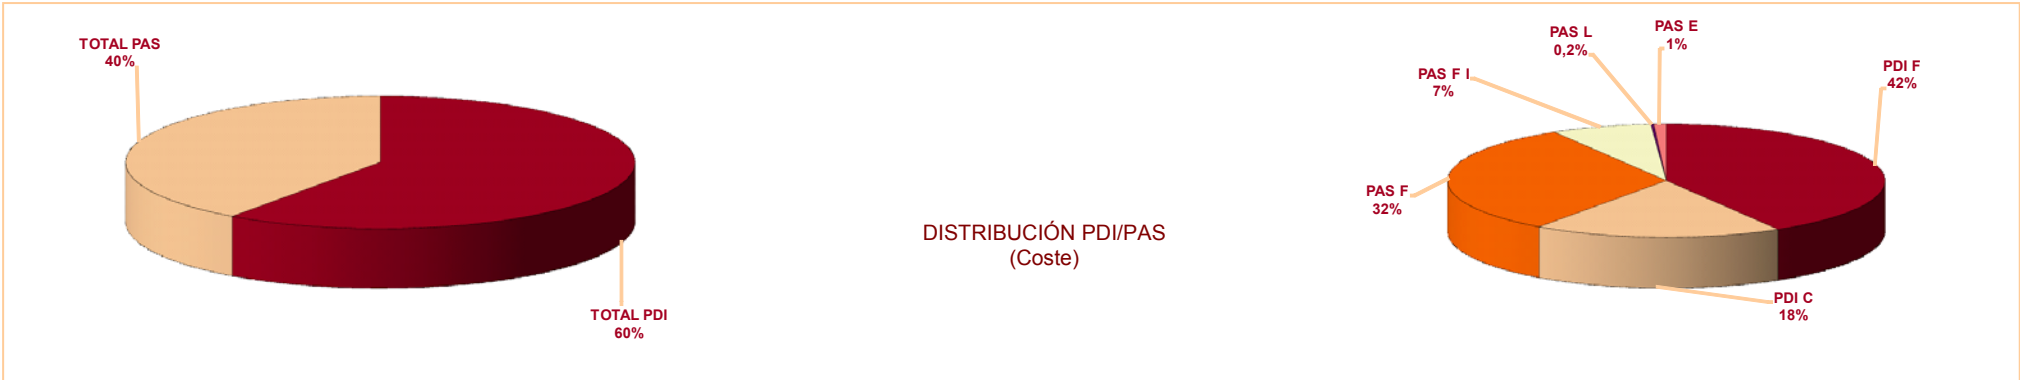 TOTAL PAS
40%
TOTAL PDI
60%
DISTRIBUCIÓN PDI/PAS
(Coste)
PAS L
0,2%
PAS E
1%
PAS F I
7%
PDI F
42%
PAS F
32%
PDI C
18%